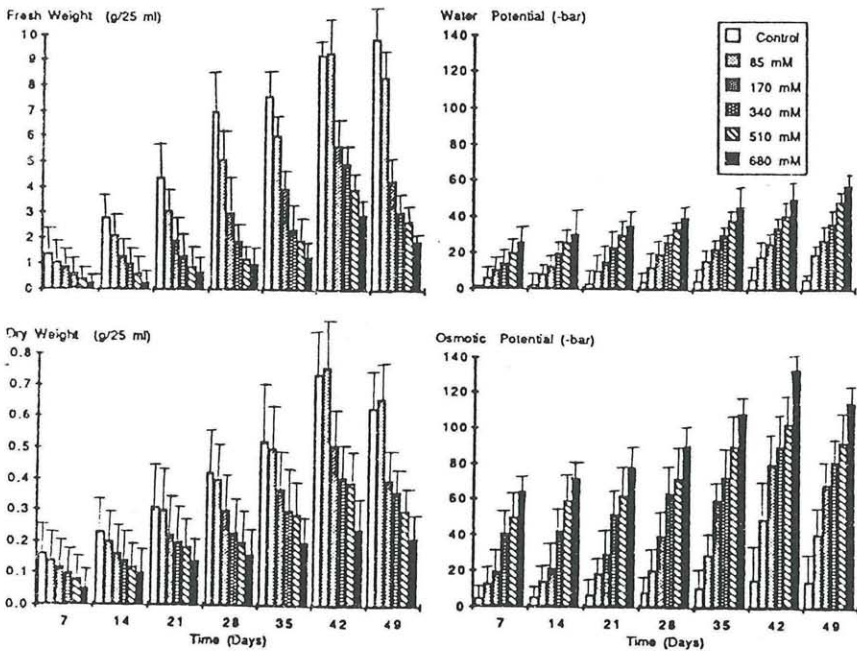 Fresh Weight (g/25 ml)
10
9
8
7
6
5
4
3
2
1
0
Water Potential (-bar)
140
120
100
80
60
40
20
0
Control
85 mM
170 mM
340 mM
510 mM
680 mM
Dry Weight (g/25 ml)
0.8
0.7
0.6
0.5
0.4
0.3
0.2
0.1
0.0
7 14 21 28 35 42 49
Time (Days)
Osmotic Potential (-bar)
140
120
100
80
60
40
20
0
7 14 21 28 35 42 49
Time (Days)